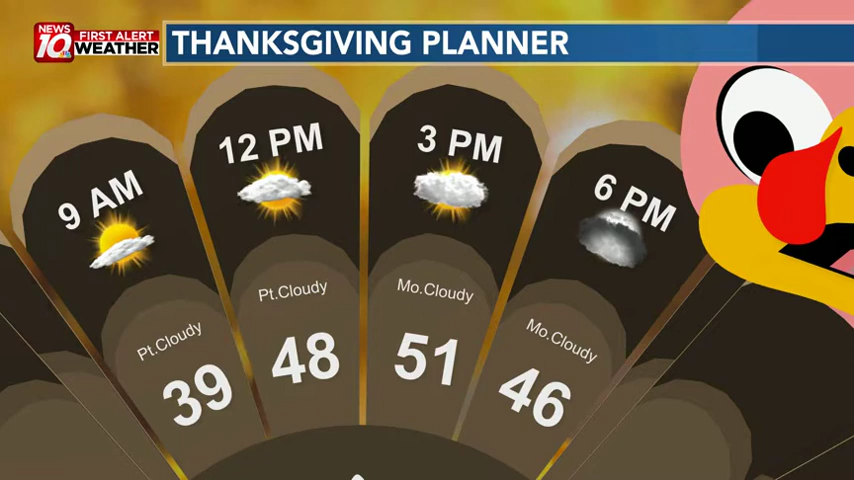 NEWS
10
FIRST ALERT
WEATHER
THANKSGIVING PLANNER
9 AM
Pt.Cloudy
39
12 PM
Pt.Cloudy
48
3 PM
Mo.Cloudy
51
6 PM
Mo.Cloudy
46